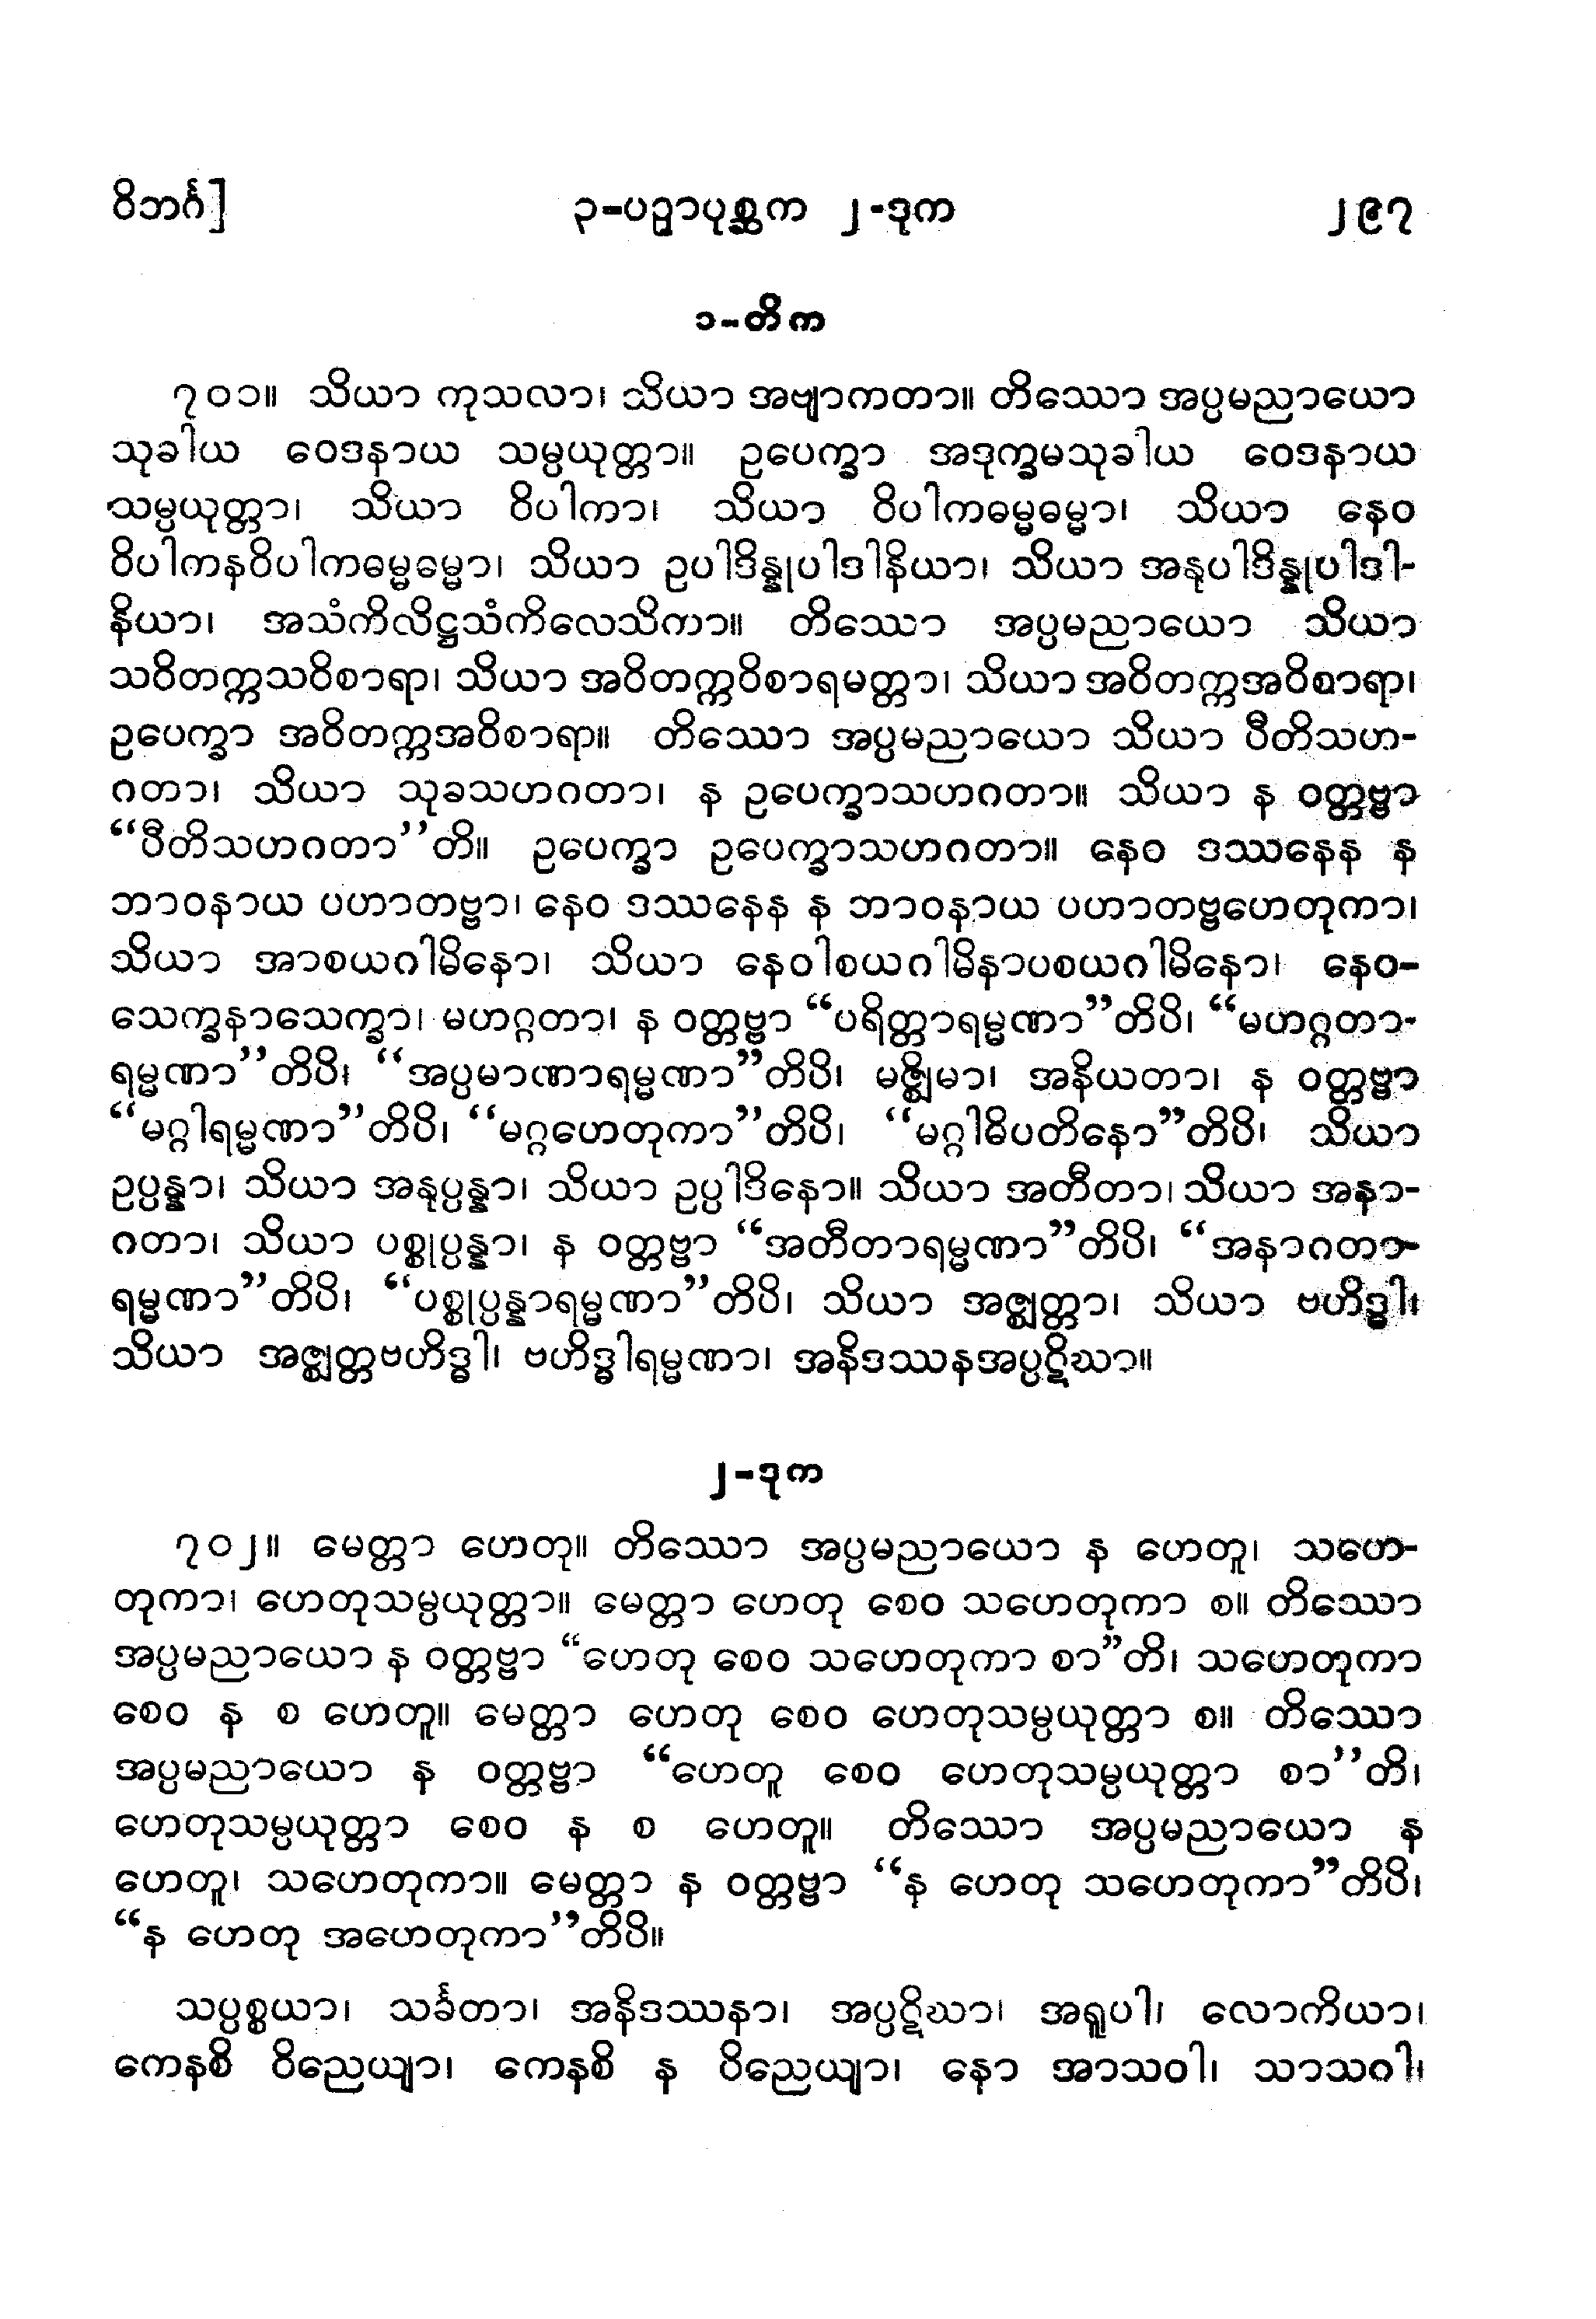 ဝိဘင်္ဂ] ၃-ပဉှာပုစ္ဆက ၂-ဒုက ၂၉၇
၁-တိက
၇၀၁။ သိယာ ကုသလာ၊ သိယာ အဗျာကတာ။ တိဿော အပ္ပမညာယော
သုခါယ ဝေဒနာယ သမ္ပယုတ္တာ။ ဥပေက္ခာ အဒုက္ခမသုခါယ ဝေဒနာယ
သမ္ပယုတ္တာ၊ သိယာ ဝိပါကာ၊ သိယာ ဝိပါကဓမ္မဓမ္မာ၊ သိယာ နေဝ
ဝိပါကနဝိပါကဓမ္မဓမ္မာ၊ သိယာ ဥပါဒိန္နုပါဒါနိယာ၊ သိယာ အနုပါဒိန္နုပါဒါ-
နိယာ၊ အသံကိလိဋ္ဌသံကိလေသိကာ။ တိဿော အပ္ပမညာယော သိယာ
သဝိတက္ကသဝိစာရာ၊ သိယာ အဝိတက္ကဝိစာရမတ္တာ၊ သိယာ အဝိတက္ကအဝိစာရာ၊
ဥပေက္ခာ အဝိတက္ကအဝိစာရာ။ တိဿော အပ္ပမညာယော သိယာ ပီတိသဟ-
ဂတာ၊ သိယာ သုခသဟဂတာ၊ န ဥပေက္ခာသဟဂတာ။ သိယာ န ဝတ္တဗ္ဗာ
“ပီတိသဟဂတာ”တိ။ ဥပေက္ခာ ဥပေက္ခာသဟဂတာ။ နေဝ ဒဿနေန န
ဘာဝနာယ ပဟာတဗ္ဗာ၊ နေဝ ဒဿနေန န ဘာဝနာယ ပဟာတဗ္ဗဟေတုကာ၊
သိယာ အာစယဂါမိနော၊ သိယာ နေဝါစယဂါမိနာပစယဂါမိနော၊ နေဝ-
သေက္ခနာသေက္ခာ၊ မဟဂ္ဂတာ၊ န ဝတ္တဗ္ဗာ “ပရိတ္တာရမ္မဏာ”တိပိ၊ “မဟဂ္ဂတာ-
ရမ္မဏာ”တိပိ၊ “အပ္ပမာဏာရမ္မဏာ”တိပိ၊ မဇ္ဈိမာ၊ အနိယတာ၊ န ဝတ္တဗ္ဗာ
“မဂ္ဂါရမ္မဏာ”တိပိ၊ “မဂ္ဂဟေတုကာ”တိပိ၊ “မဂ္ဂါဓိပတိနော”တိပိ၊ သိယာ
ဥပ္ပန္နာ၊ သိယာ အနုပ္ပန္နာ၊ သိယာ ဥပ္ပါဒိနော။ သိယာ အတီတာ၊ သိယာ အနာ-
ဂတာ၊ သိယာ ပစ္စုပ္ပန္နာ၊ န ဝတ္တဗ္ဗာ “အတီတာရမ္မဏာ”တိပိ၊ “အနာဂတာ-
ရမ္မဏာ”တိပိ၊ “ပစ္စုပ္ပန္နာရမ္မဏာ”တိပိ၊ သိယာ အဇ္ဈတ္တာ၊ သိယာ ဗဟိဒ္ဓါ၊
သိယာ အဇ္ဈတ္တဗဟိဒ္ဓါ၊ ဗဟိဒ္ဓါရမ္မဏာ၊ အနိဒဿနအပ္ပဋိဃာ။
၂-ဒုက
၇၀၂။ မေတ္တာ ဟေတု။ တိဿော အပ္ပမညာယော န ဟေတူ၊ သဟေ-
တုကာ၊ ဟေတုသမ္ပယုတ္တာ။ မေတ္တာ ဟေတု စေဝ သဟေတုကာ စ။ တိဿော
အပ္ပမညာယော န ဝတ္တဗ္ဗာ “ဟေတု စေဝ သဟေတုကာ စာ”တိ၊ သဟေတုကာ
စေဝ န စ ဟေတူ။ မေတ္တာ ဟေတု စေဝ ဟေတုသမ္ပယုတ္တာ စ။ တိဿော
အပ္ပမညာယော န ဝတ္တဗ္ဗာ “ဟေတူ စေဝ ဟေတုသမ္ပယုတ္တာ စာ”တိ၊
ဟေတုသမ္ပယုတ္တာ စေဝ န စ ဟေတူ။ တိဿော အပ္ပမညာယော န
ဟေတူ၊ သဟေတုကာ။ မေတ္တာ န ဝတ္တဗ္ဗာ “န ဟေတု သဟေတုကာ”တိပိ၊
“န ဟေတု အဟေတုကာ”တိပိ။
သပ္ပစ္စယာ၊ သင်္ခတာ၊ အနိဒဿနာ၊ အပ္ပဋိဃာ၊ အရူပါ၊ လောကိယာ၊
ကေနစိ ဝိညေယျာ၊ ကေနစိ န ဝိညေယျာ၊ နော အာသဝါ၊ သာသဝါ၊